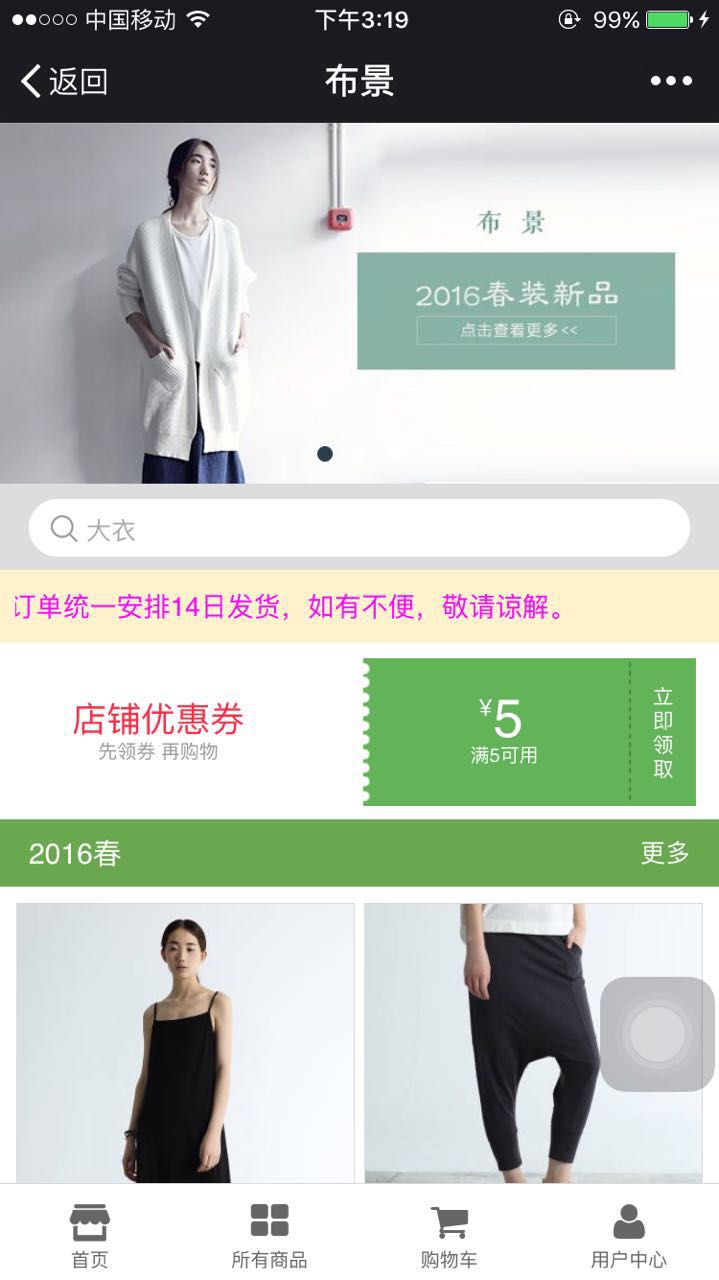 中国移动
下午3:19
99%
返回
布景
布 景
2016春装新品
点击查看更多<<
大衣
订单统一安排14日发货，如有不便，敬请谅解。
店铺优惠券
先领券 再购物
¥5
满5可用
立即领取
2016春
更多
首页
所有商品
购物车
用户中心